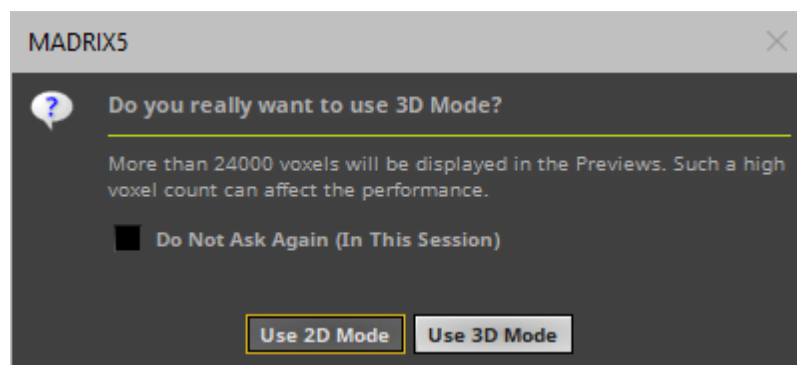 MADRIX5
Do you really want to use 3D Mode?
More than 24000 voxels will be displayed in the Previews. Such a high
voxel count can affect the performance.
Do Not Ask Again (In This Session)
Use 2D Mode
Use 3D Mode